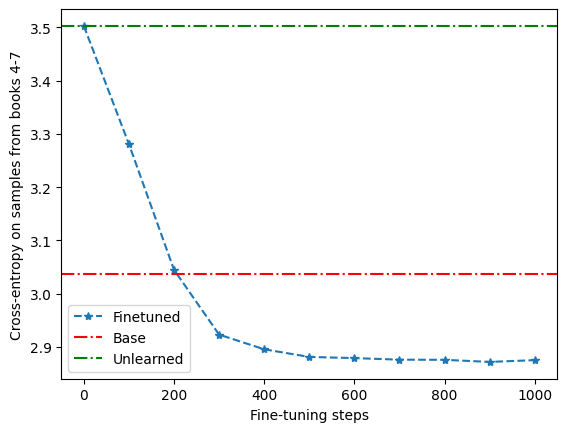 Cross-entropy on samples from books 4-7
3.5
3.4
3.3
3.2
3.1
3.0
2.9
Finetuned
Base
Unlearned
0 200 400 600 800 1000
Fine-tuning steps